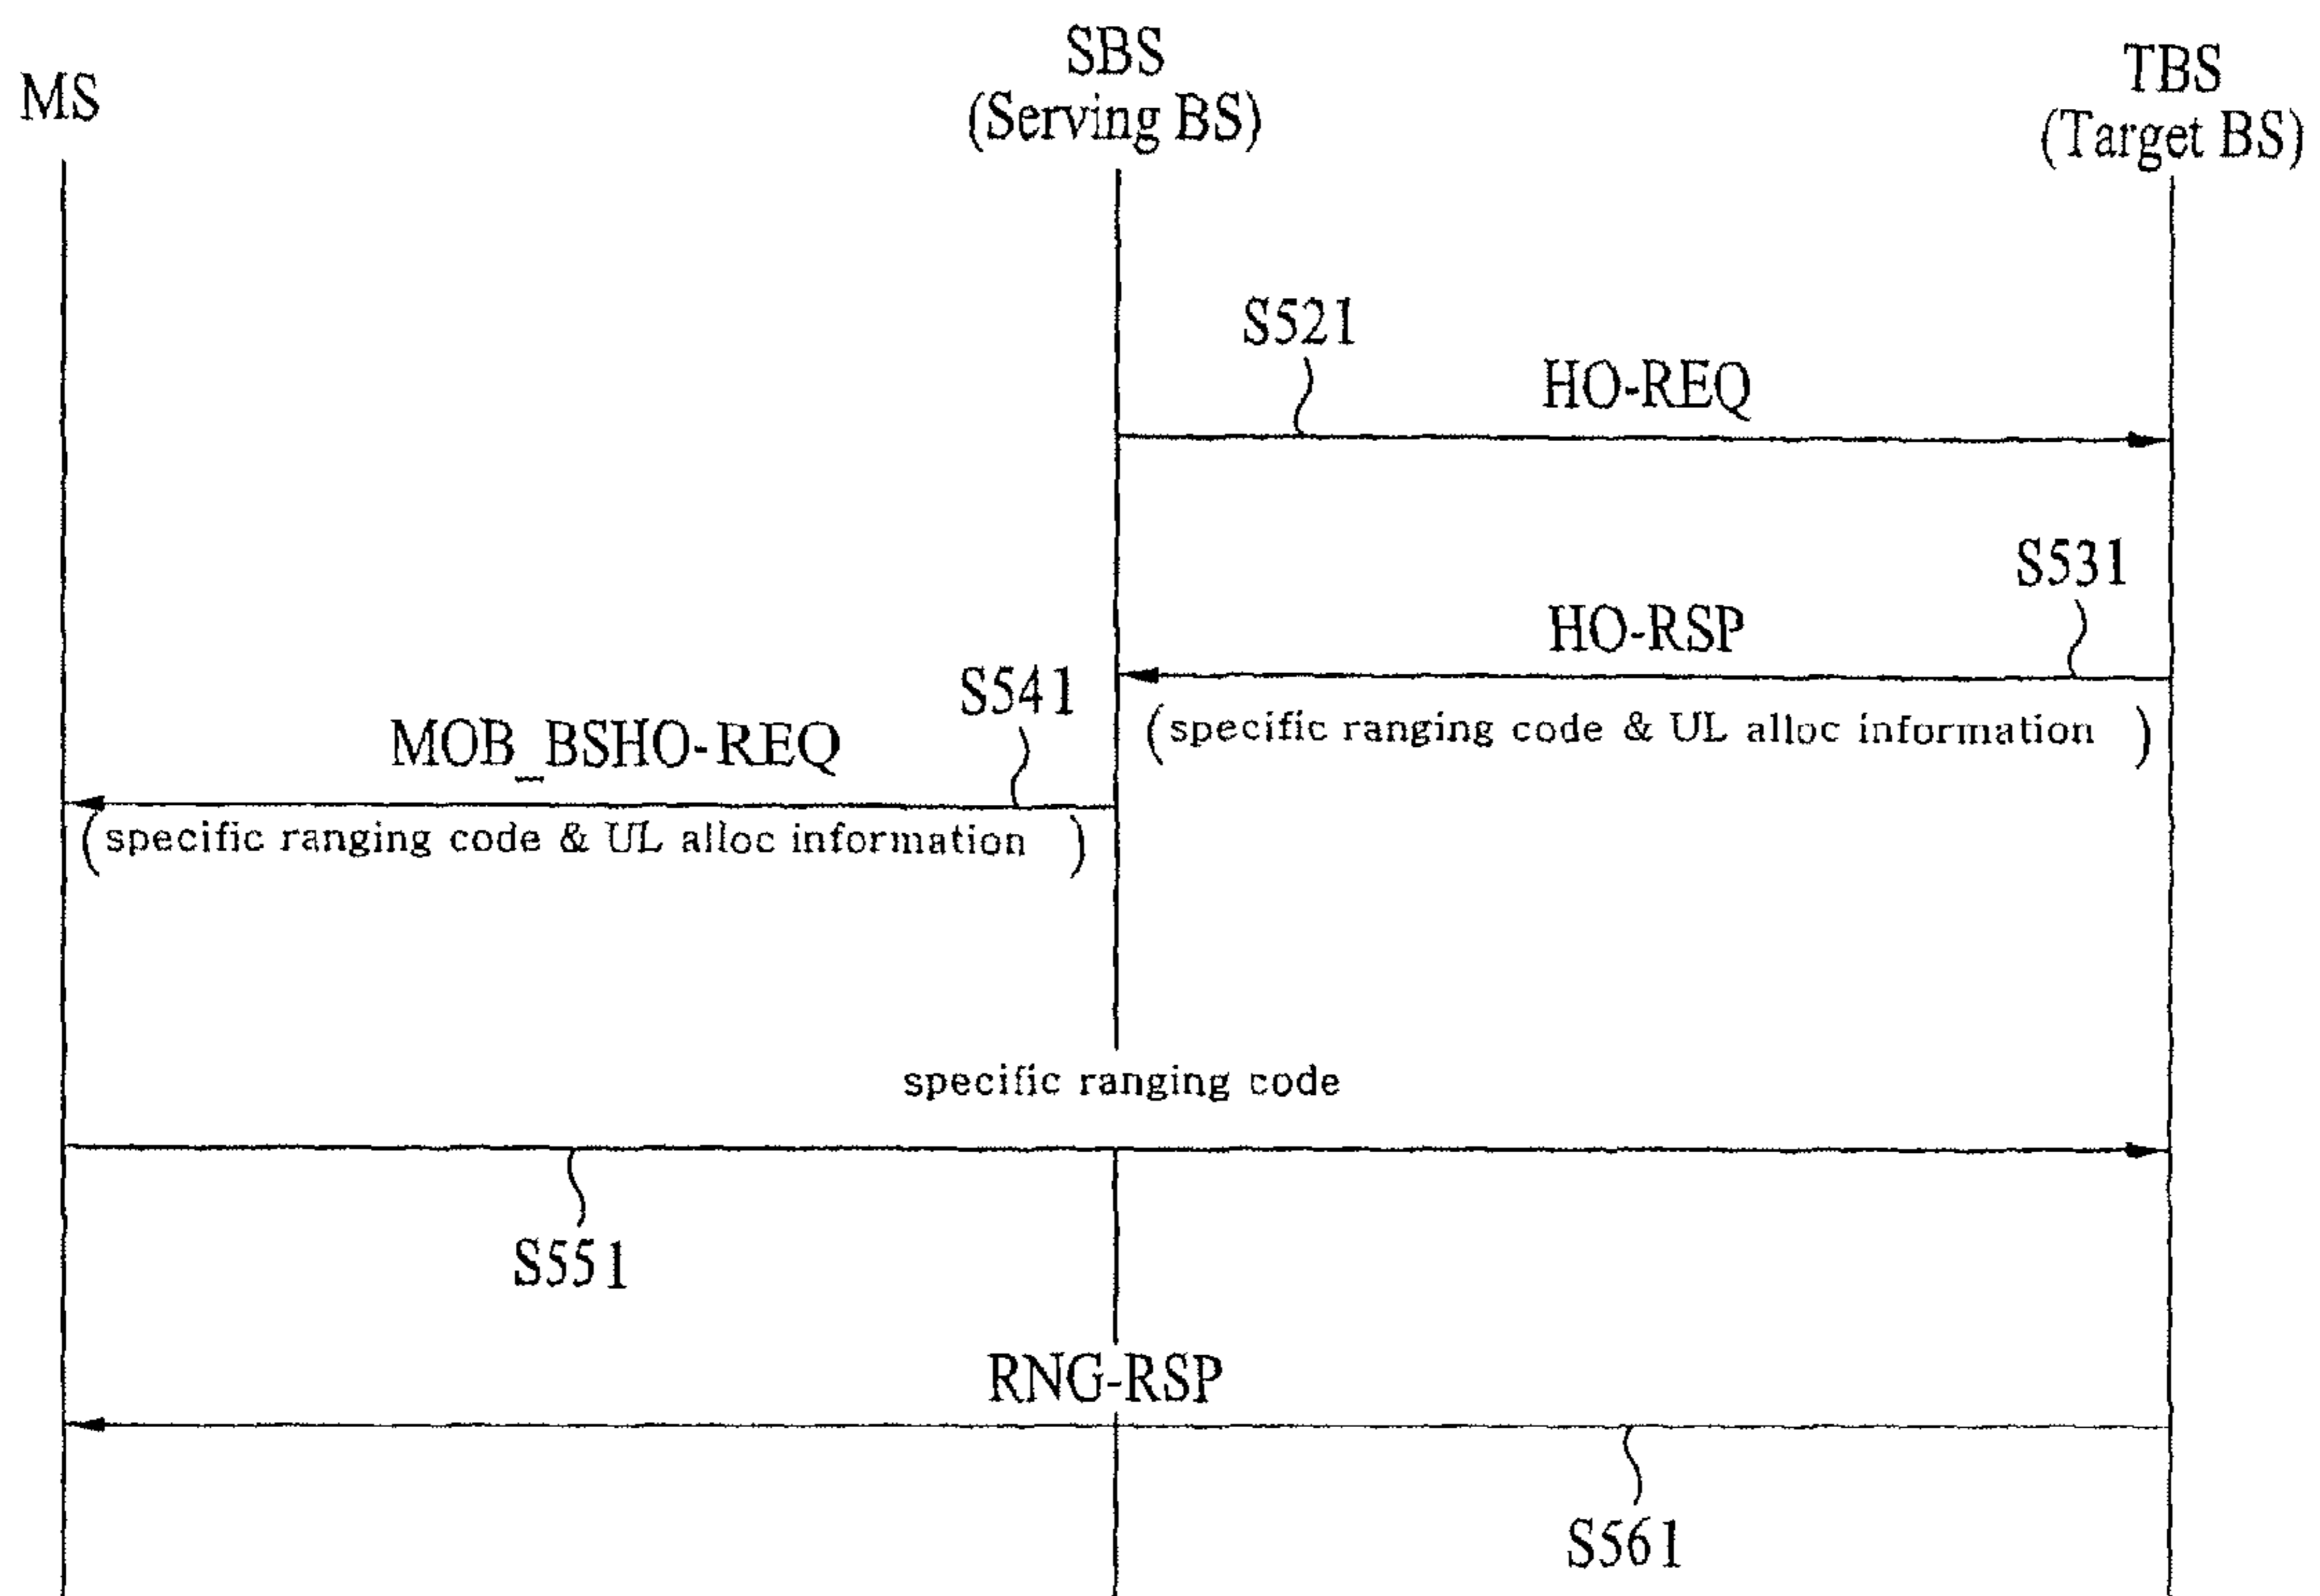 MS
SBS
(Serving BS)
TBS
(Target BS)
S521
HO-REQ
S531
HO-RSP
(specific ranging code & UL alloc information)
S541
MOB_BSHO-REQ
(specific ranging code & UL alloc information)
specific ranging code
S551
RNG-RSP
S561